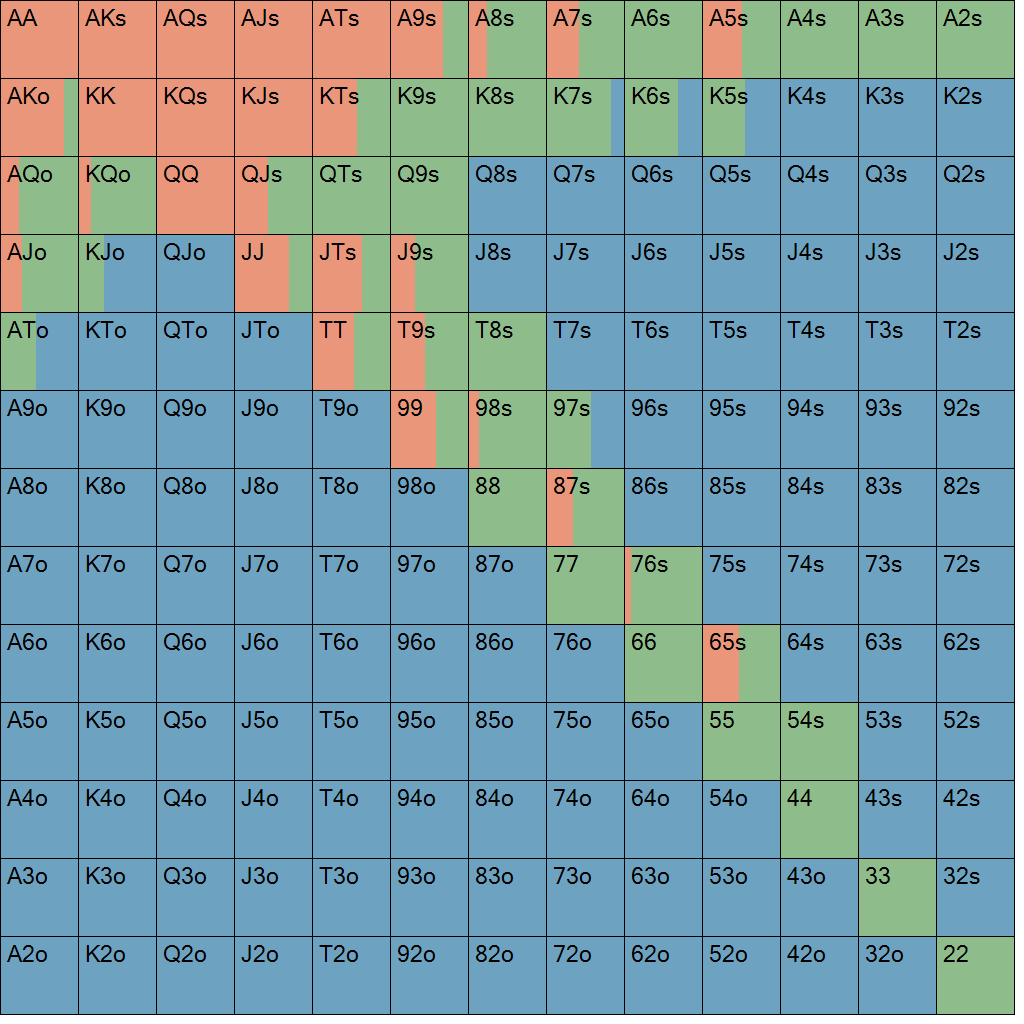 AA AKs AQs AJs ATs A9s A8s A7s A6s A5s A4s A3s A2s
AKo KK KQs KJs KTs K9s K8s K7s K6s K5s K4s K3s K2s
AQo KQo QQ QJs QTs Q9s Q8s Q7s Q6s Q5s Q4s Q3s Q2s
AJo KJo QJo JJ JTs J9s J8s J7s J6s J5s J4s J3s J2s
ATo KTo QTo JTo TT T9s T8s T7s T6s T5s T4s T3s T2s
A9o K9o Q9o J9o T9o 99 98s 97s 96s 95s 94s 93s 92s
A8o K8o Q8o J8o T8o 98o 88 87s 86s 85s 84s 83s 82s
A7o K7o Q7o J7o T7o 97o 87o 77 76s 75s 74s 73s 72s
A6o K6o Q6o J6o T6o 96o 86o 76o 66 65s 64s 63s 62s
A5o K5o Q5o J5o T5o 95o 85o 75o 65o 55 54s 53s 52s
A4o K4o Q4o J4o T4o 94o 84o 74o 64o 54o 44 43s 42s
A3o K3o Q3o J3o T3o 93o 83o 73o 63o 53o 43o 33 32s
A2o K2o Q2o J2o T2o 92o 82o 72o 62o 52o 42o 32o 22